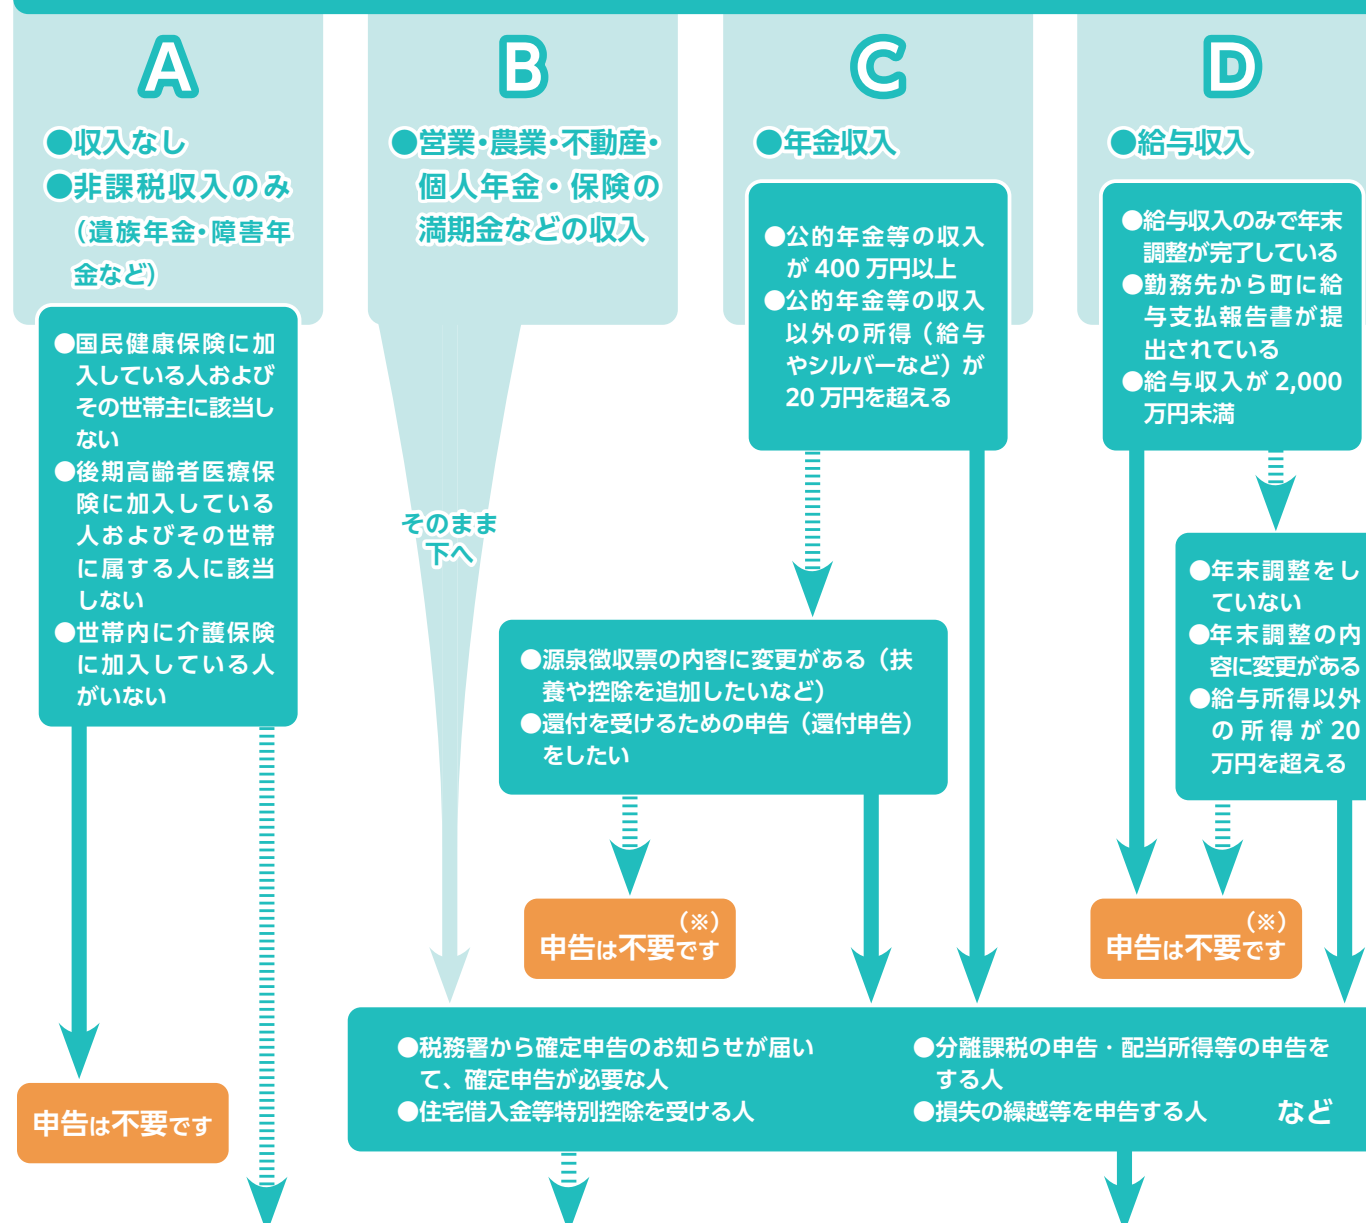 A
●収入なし
●非課税収入のみ
（遺族年金・障害年
金など）
●国民健康保険に加
入している人および
その世帯主に該当し
ない
●後期高齢者医療保
険に加入している
人およびその世帯
に属する人に該当
しない
●世帯内に介護保険
に加入している人
がいない
申告は不要です
B
●営業・農業・不動産・
個人年金・保険の
満期金などの収入
そのまま
下へ
C
●年金収入
●公的年金等の収入
が 400 万円以上
●公的年金等の収入
以外の所得（給与
やシルバーなど）が
20 万円を超える
●源泉徴収票の内容に変更がある（扶
養や控除を追加したいなど）
●還付を受けるための申告（還付申告）
をしたい
（※）
申告は不要です
D
●給与収入
●給与収入のみで年末
調整が完了している
●勤務先から町に給
与支払報告書が提
出されている
●給与収入が 2,000
万円未満
●年末調整をし
ていない
●年末調整の内
容に変更がある
●給与所得以外
の所得が 20
万円を超える
（※）
申告は不要です
●税務署から確定申告のお知らせが届い
て、確定申告が必要な人
●住宅借入金等特別控除を受ける人
●分離課税の申告・配当所得等の申告を
する人
●損失の繰越等を申告する人 など